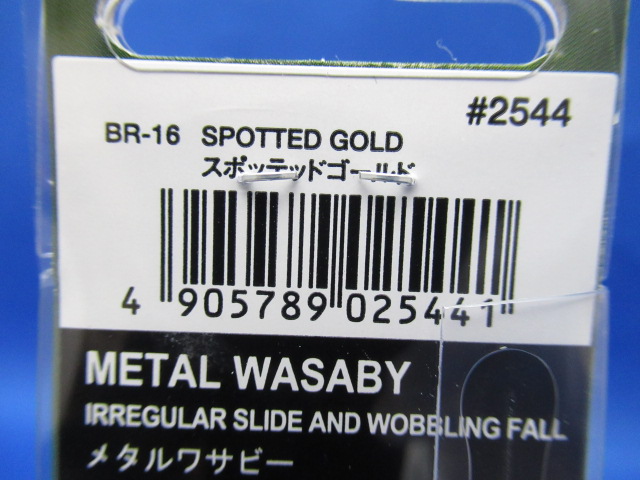 #2544
BR-16 SPOTTED GOLD
スポッテッドゴールド
4 905789 025441
METAL WASABY
IRREGULAR SLIDE AND WOBBLING FALL
メタルワサビー